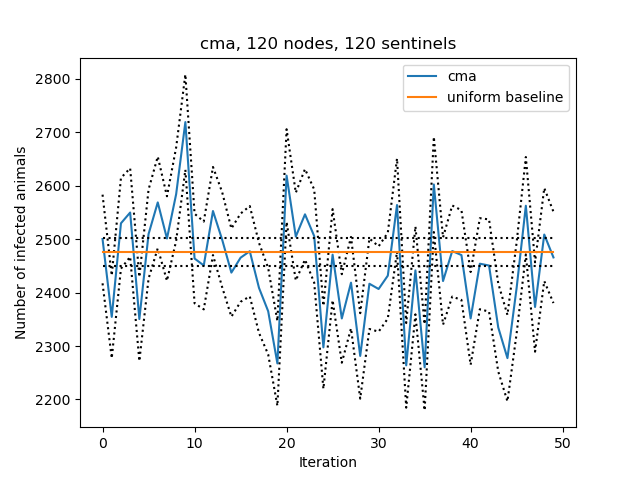 cma, 120 nodes, 120 sentinels
cma
uniform baseline
Number of infected animals
2800
2700
2600
2500
2400
2300
2200
0 10 20 30 40 50
Iteration